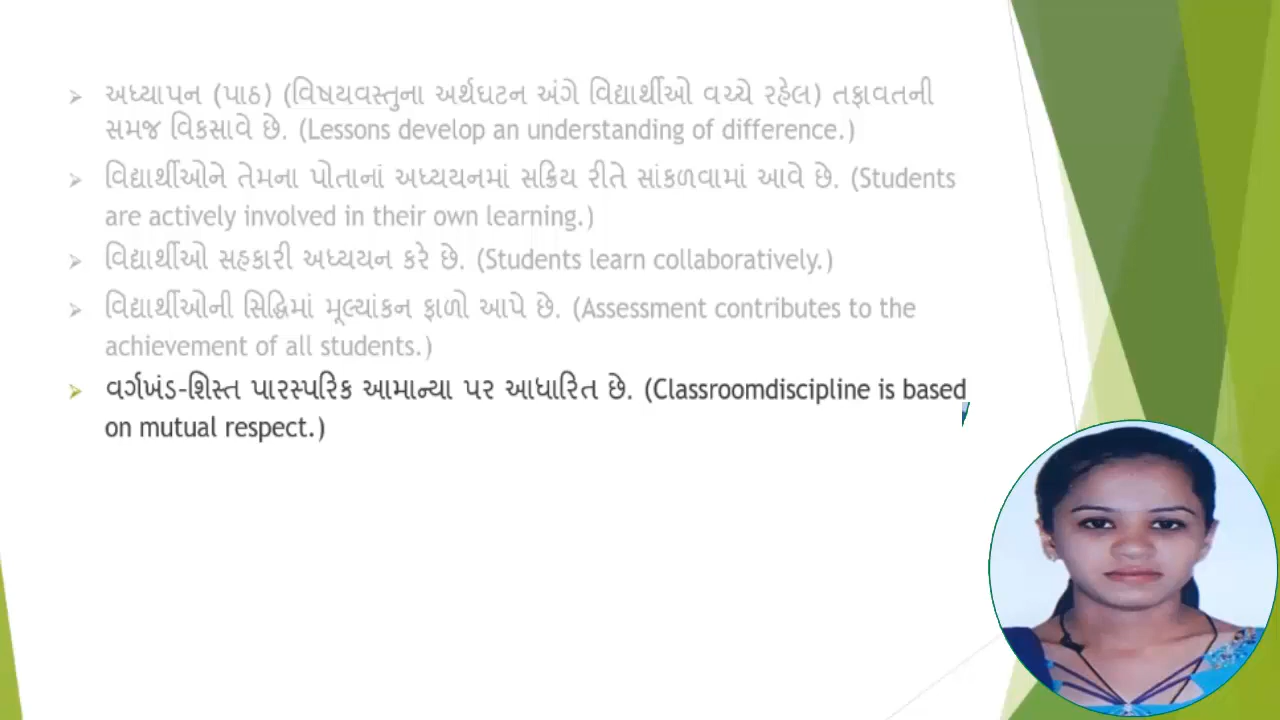 અધ્યાપન (પાઠ) (વિષયવસ્તુના અર્થઘટન અંગે વિદ્યાર્થીઓ વચ્ચે રહેલ) તફાવતની
સમજ વિકસાવે છે. (Lessons develop an understanding of difference.)
વિદ્યાર્થીઓને તેમના પોતાનાં અધ્યયનમાં સક્રિય રીતે સાંકળવામાં આવે છે. (Students
are actively involved in their own learning.)
વિદ્યાર્થીઓ સહકારી અધ્યયન કરે છે. (Students learn collaboratively.)
વિદ્યાર્થીઓની સિદ્ધિમાં મૂલ્યાંકન ફાળો આપે છે. (Assessment contributes to the
achievement of all students.)
વર્ગખંડ-શિસ્ત પારસ્પરિક આમાન્યા પર આધારિત છે. (Classroomdiscipline is based
on mutual respect.)